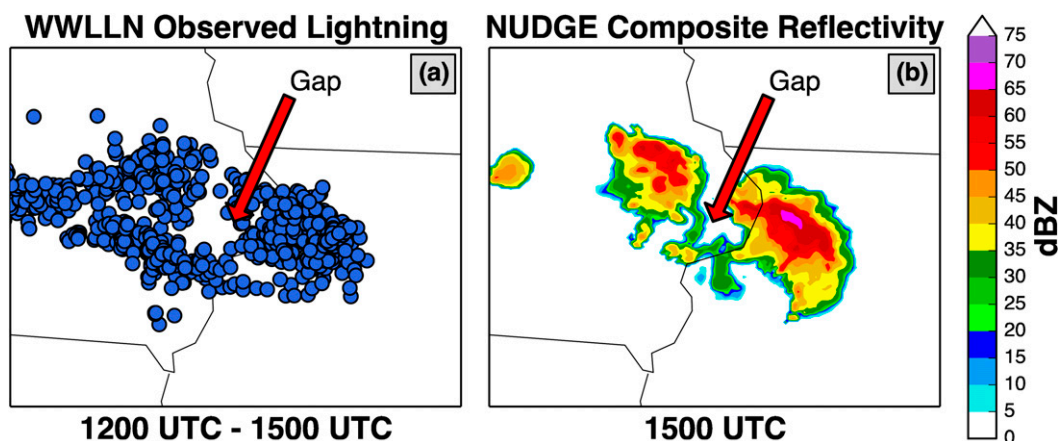 WWLLN Observed Lightning
(a)
Gap
1200 UTC - 1500 UTC
NUDGE Composite Reflectivity
(b)
Gap
1500 UTC
75
70
65
60
55
50
45
40
35
30
25
20
15
10
5
0
dBZ